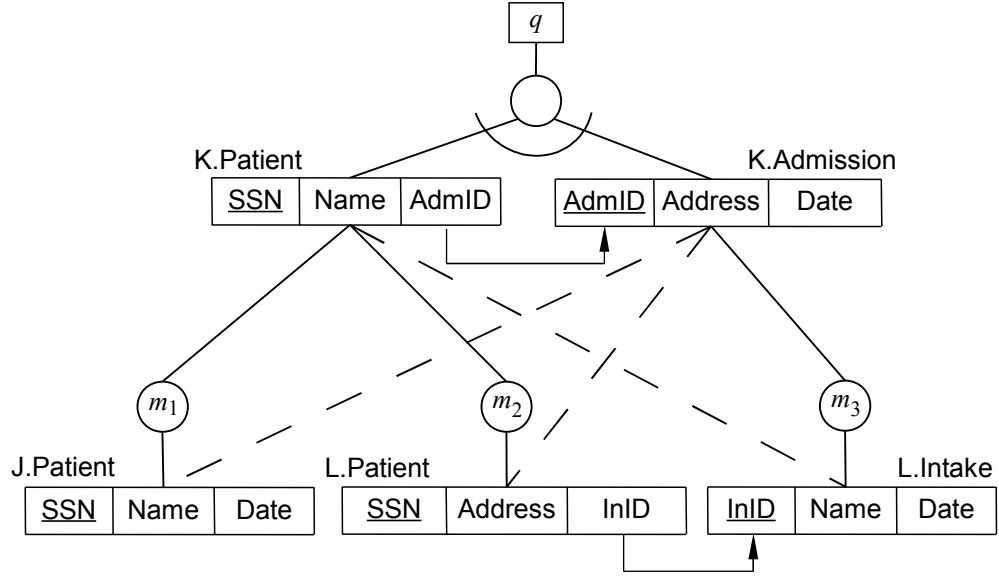 q
K.Patient K.Admission
SSN Name AdmID AdmID Address Date
m1 m2 m3
J.Patient L.Patient L.Intake
SSN Name Date SSN Address InID InID Name Date